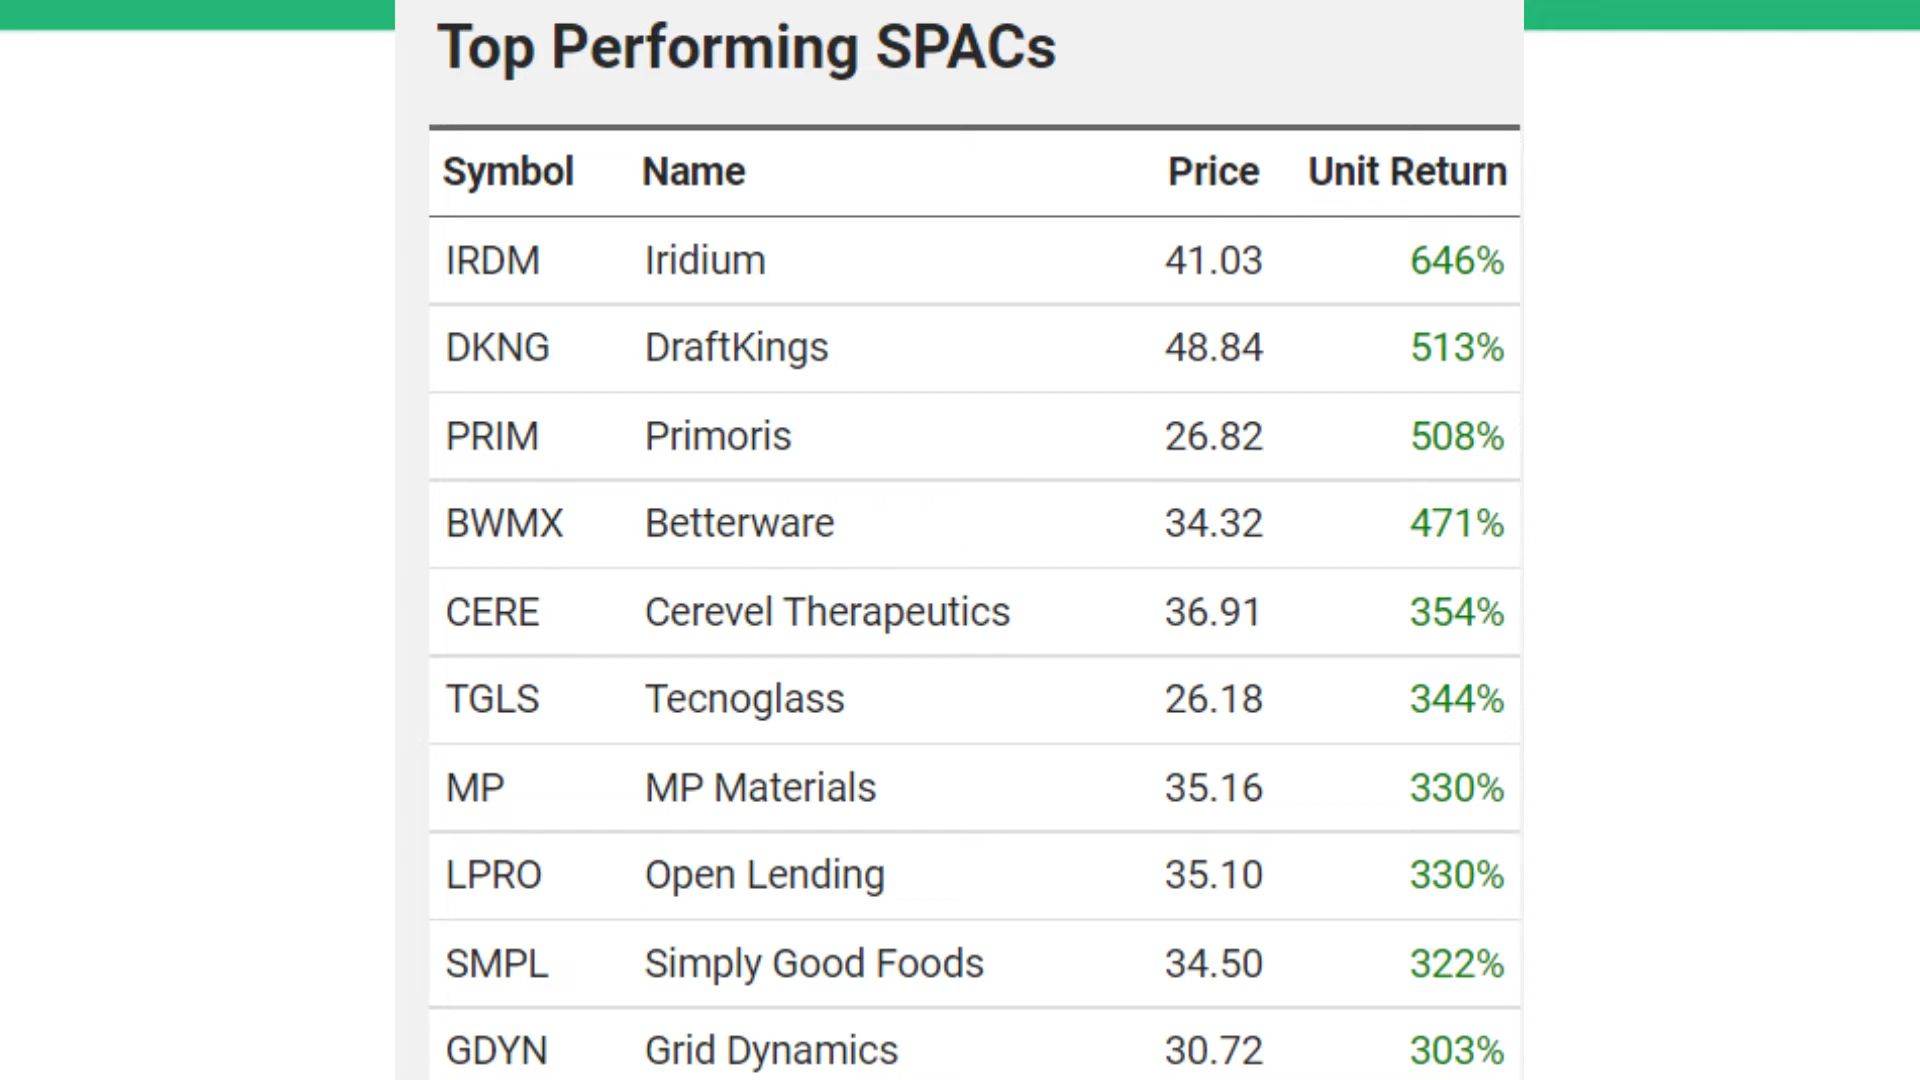 Top Performing SPACs
Symbol Name Price Unit Return
IRDM Iridium 41.03 646%
DKNG DraftKings 48.84 513%
PRIM Primoris 26.82 508%
BWMX Betterware 34.32 471%
CERE Cerevel Therapeutics 36.91 354%
TGLS Tecnoglass 26.18 344%
MP MP Materials 35.16 330%
LPRO Open Lending 35.10 330%
SMPL Simply Good Foods 34.50 322%
GDYN Grid Dynamics 30.72 303%